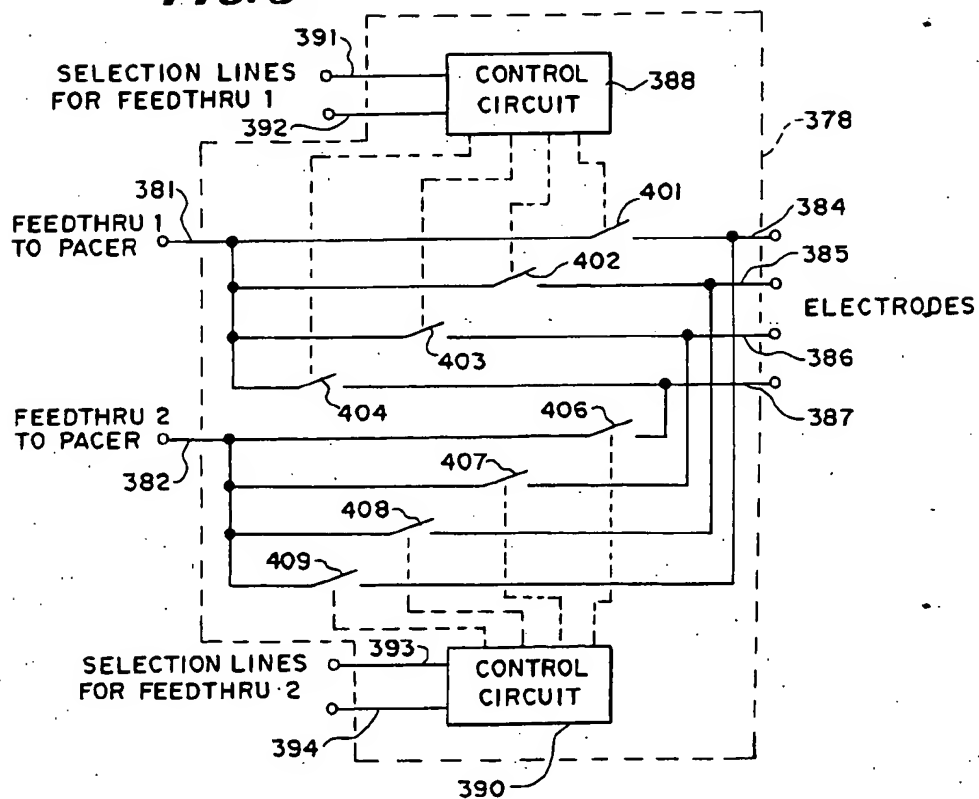 391
SELECTION LINES
FOR FEEDTHRU 1
392
CONTROL
CIRCUIT
388
378
381
FEEDTHRU 1
TO PACER
401
384
402
385
ELECTRODES
403
386
404
387
FEEDTHRU 2
TO PACER
382
406
407
408
409
393
SELECTION LINES
FOR FEEDTHRU 2
394
CONTROL
CIRCUIT
390